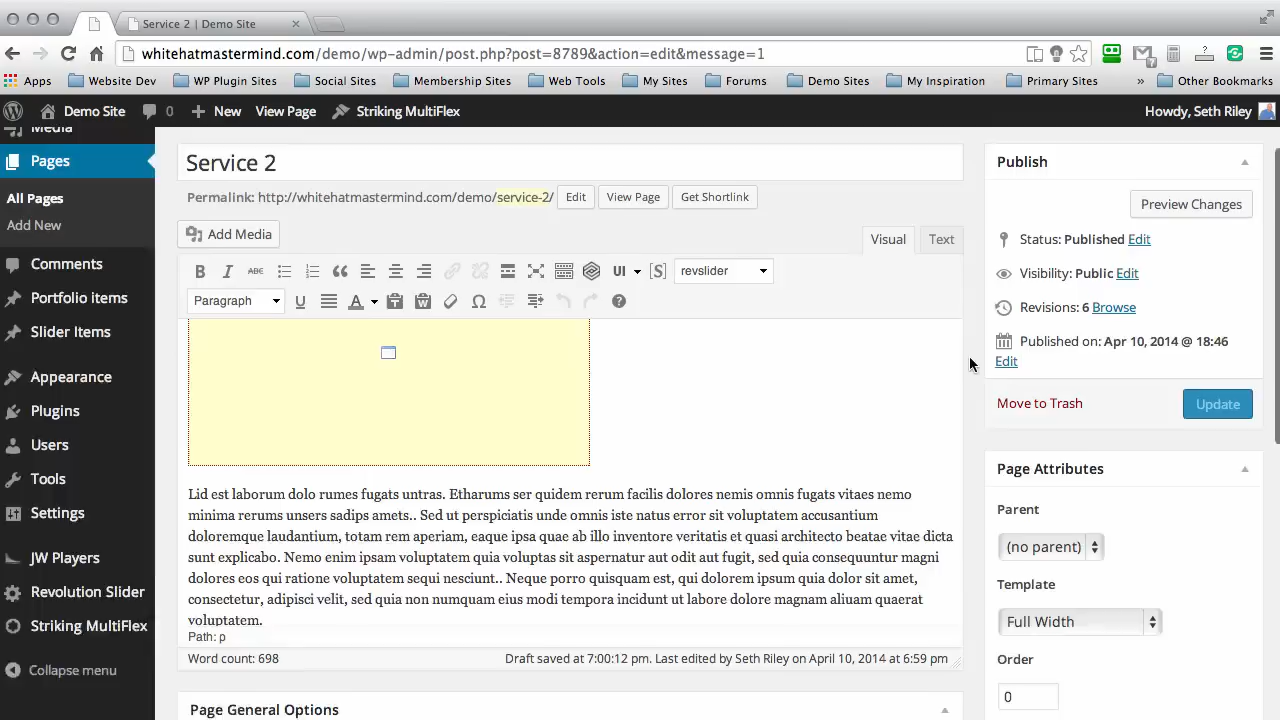 Service 2 | Demo Site
whitehatmastermind.com/demo/wp-admin/post.php?post=8789&action=edit&message=1
Apps Website Dev WP Plugin Sites Social Sites Membership Sites Web Tools My Sites Forums Demo Sites My Inspiration Primary Sites » Other Bookmarks
Demo Site 0 New View Page Striking MultiFlex Howdy, Seth Riley
Media
Pages
All Pages
Add New
Comments
Portfolio items
Slider Items
Appearance
Plugins
Users
Tools
Settings
JW Players
Revolution Slider
Striking MultiFlex
Collapse menu
Service 2
Permalink: http://whitehatmastermind.com/demo/service-2/ Edit View Page Get Shortlink
Add Media
Visual Text
B I ABC UI [S] revslider
Paragraph U A
Lid est laborum dolo rumes fugats untras. Etharums ser quidem rerum facilis dolores nemis omnis fugats vitaes nemo
minima rerums unsers sadips amets.. Sed ut perspiciatis unde omnis iste natus error sit voluptatem accusantium
doloremque laudantium, totam rem aperiam, eaque ipsa quae ab illo inventore veritatis et quasi architecto beatae vitae dicta
sunt explicabo. Nemo enim ipsam voluptatem quia voluptas sit aspernatur aut odit aut fugit, sed quia consequuntur magni
dolores eos qui ratione voluptatem sequi nesciunt.. Neque porro quisquam est, qui dolorem ipsum quia dolor sit amet,
consectetur, adipisci velit, sed quia non numquam eius modi tempora incidunt ut labore dolore magnam aliquam quaerat
voluptatem.
Path: p
Word count: 698 Draft saved at 7:00:12 pm. Last edited by Seth Riley on April 10, 2014 at 6:59 pm
Page General Options
Publish
Preview Changes
Status: Published Edit
Visibility: Public Edit
Revisions: 6 Browse
Published on: Apr 10, 2014 @ 18:46
Edit
Move to Trash Update
Page Attributes
Parent
(no parent)
Template
Full Width
Order
0